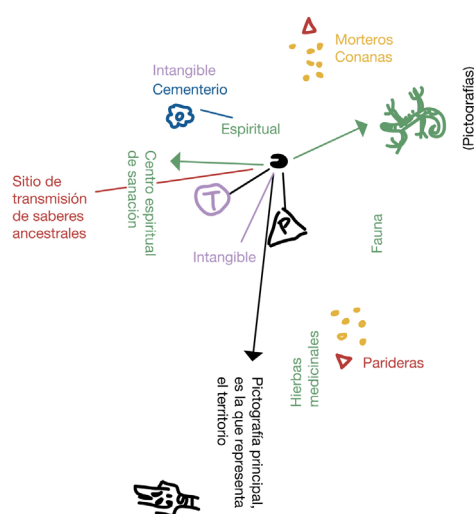 Morteros
Conanas
(Pictografías)
Intangible
Cementerio
Espiritual
Centro espiritual
de sanación
Sitio de
transmisión
de saberes
ancestrales
T
P
Intangible
Fauna
Hierbas
medicinales
Parideras
Pictografía principal,
es la que representa
el territorio